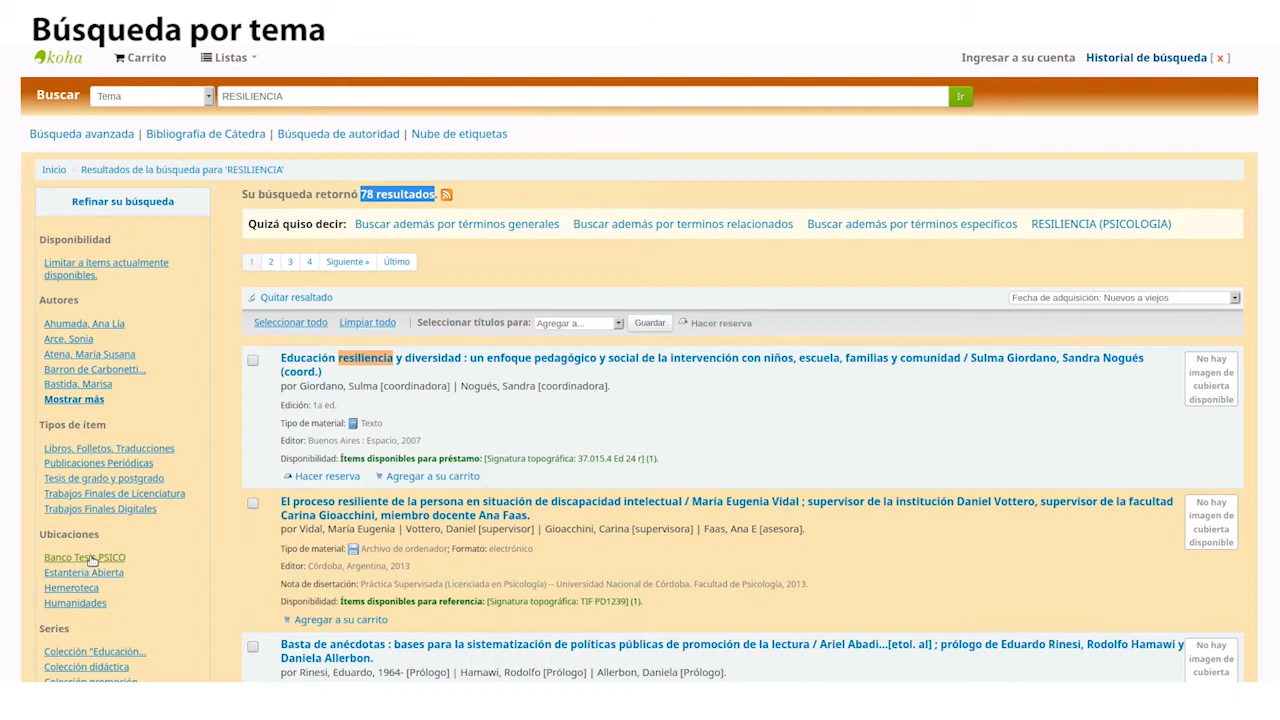 Búsqueda por tema
koha Carrito Listas Ingresar a su cuenta Historial de búsqueda [ x ]
Buscar Tema RESILIENCIA Ir
Búsqueda avanzada | Bibliografía de Cátedra | Búsqueda de autoridad | Nube de etiquetas
Inicio › Resultados de la búsqueda para 'RESILIENCIA'
Refinar su búsqueda
Disponibilidad
Limitar a ítems actualmente
disponibles.
Autores
Ahumada, Ana Lía
Arce, Sonia
Atena, María Susana
Barron de Carbonetti...
Bastida, Marisa
Mostrar más
Tipos de ítem
Libros, Folletos, Traducciones
Publicaciones Periódicas
Tesis de grado y postgrado
Trabajos Finales de Licenciatura
Trabajos Finales Digitales
Ubicaciones
Banco Tesis PSICO
Estanteria Abierta
Hemeroteca
Humanidades
Series
Colección "Educación...
Colección didáctica
Su búsqueda retornó 78 resultados.
Quizá quiso decir: Buscar además por términos generales Buscar además por terminos relacionados Buscar además por términos específicos RESILIENCIA (PSICOLOGIA)
1 2 3 4 Siguiente » Último
Quitar resaltado Fecha de adquisición: Nuevos a viejos
Seleccionar todo Limpiar todo | Seleccionar títulos para: Agregar a... Guardar Hacer reserva
Educación resiliencia y diversidad : un enfoque pedagógico y social de la intervención con niños, escuela, familias y comunidad / Sulma Giordano, Sandra Nogués
(coord.)
por Giordano, Sulma [coordinadora] | Nogués, Sandra [coordinadora].
Edición: 1a ed.
Tipo de material: Texto
Editor: Buenos Aires : Espacio, 2007
Disponibilidad: Ítems disponibles para préstamo: [Signatura topográfica: 37.015.4 Ed 24 r] (1).
Hacer reserva Agregar a su carrito
No hay
imagen de
cubierta
disponible
El proceso resiliente de la persona en situación de discapacidad intelectual / María Eugenia Vidal ; supervisor de la institución Daniel Vottero, supervisor de la facultad
Carina Gioacchini, miembro docente Ana Faas.
por Vidal, María Eugenia | Vottero, Daniel [supervisor] | Gioacchini, Carina [supervisora] | Faas, Ana E [asesora].
Tipo de material: Archivo de ordenador; Formato: electrónico
Editor: Córdoba, Argentina, 2013
Nota de disertación: Práctica Supervisada (Licenciada en Psicología) -- Universidad Nacional de Córdoba. Facultad de Psicología, 2013.
Disponibilidad: Ítems disponibles para referencia: [Signatura topográfica: TIF PD1239] (1).
Agregar a su carrito
No hay
imagen de
cubierta
disponible
Basta de anécdotas : bases para la sistematización de políticas públicas de promoción de la lectura / Ariel Abadi...[etol. al] ; prólogo de Eduardo Rinesi, Rodolfo Hamawi y
Daniela Allerbon.
por Rinesi, Eduardo, 1964- [Prólogo] | Hamawi, Rodolfo [Prólogo] | Allerbon, Daniela [Prólogo].
No hay
imagen de
cubierta